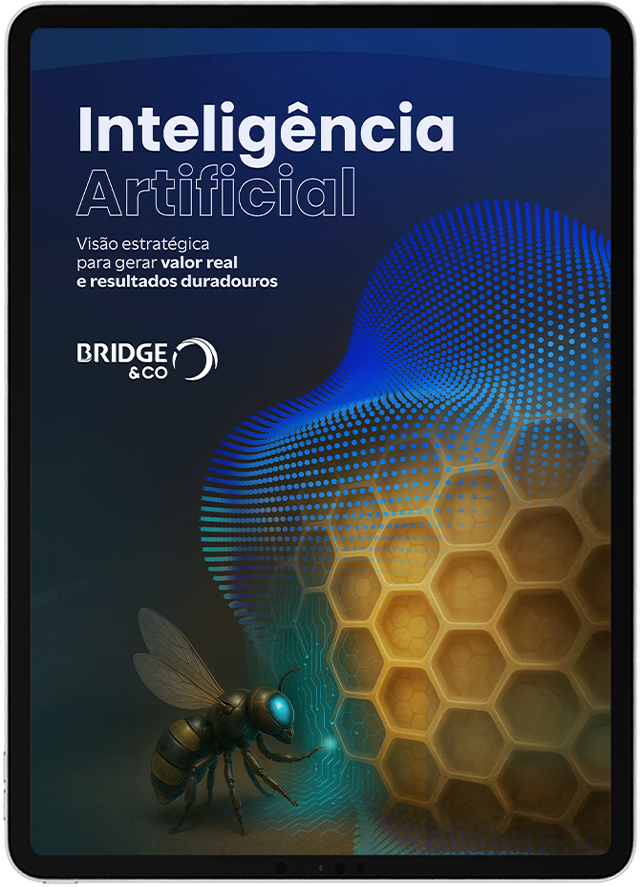 Inteligência
Artificial
Visão estratégica
para gerar valor real
e resultados duradouros
BRIDGE
& CO